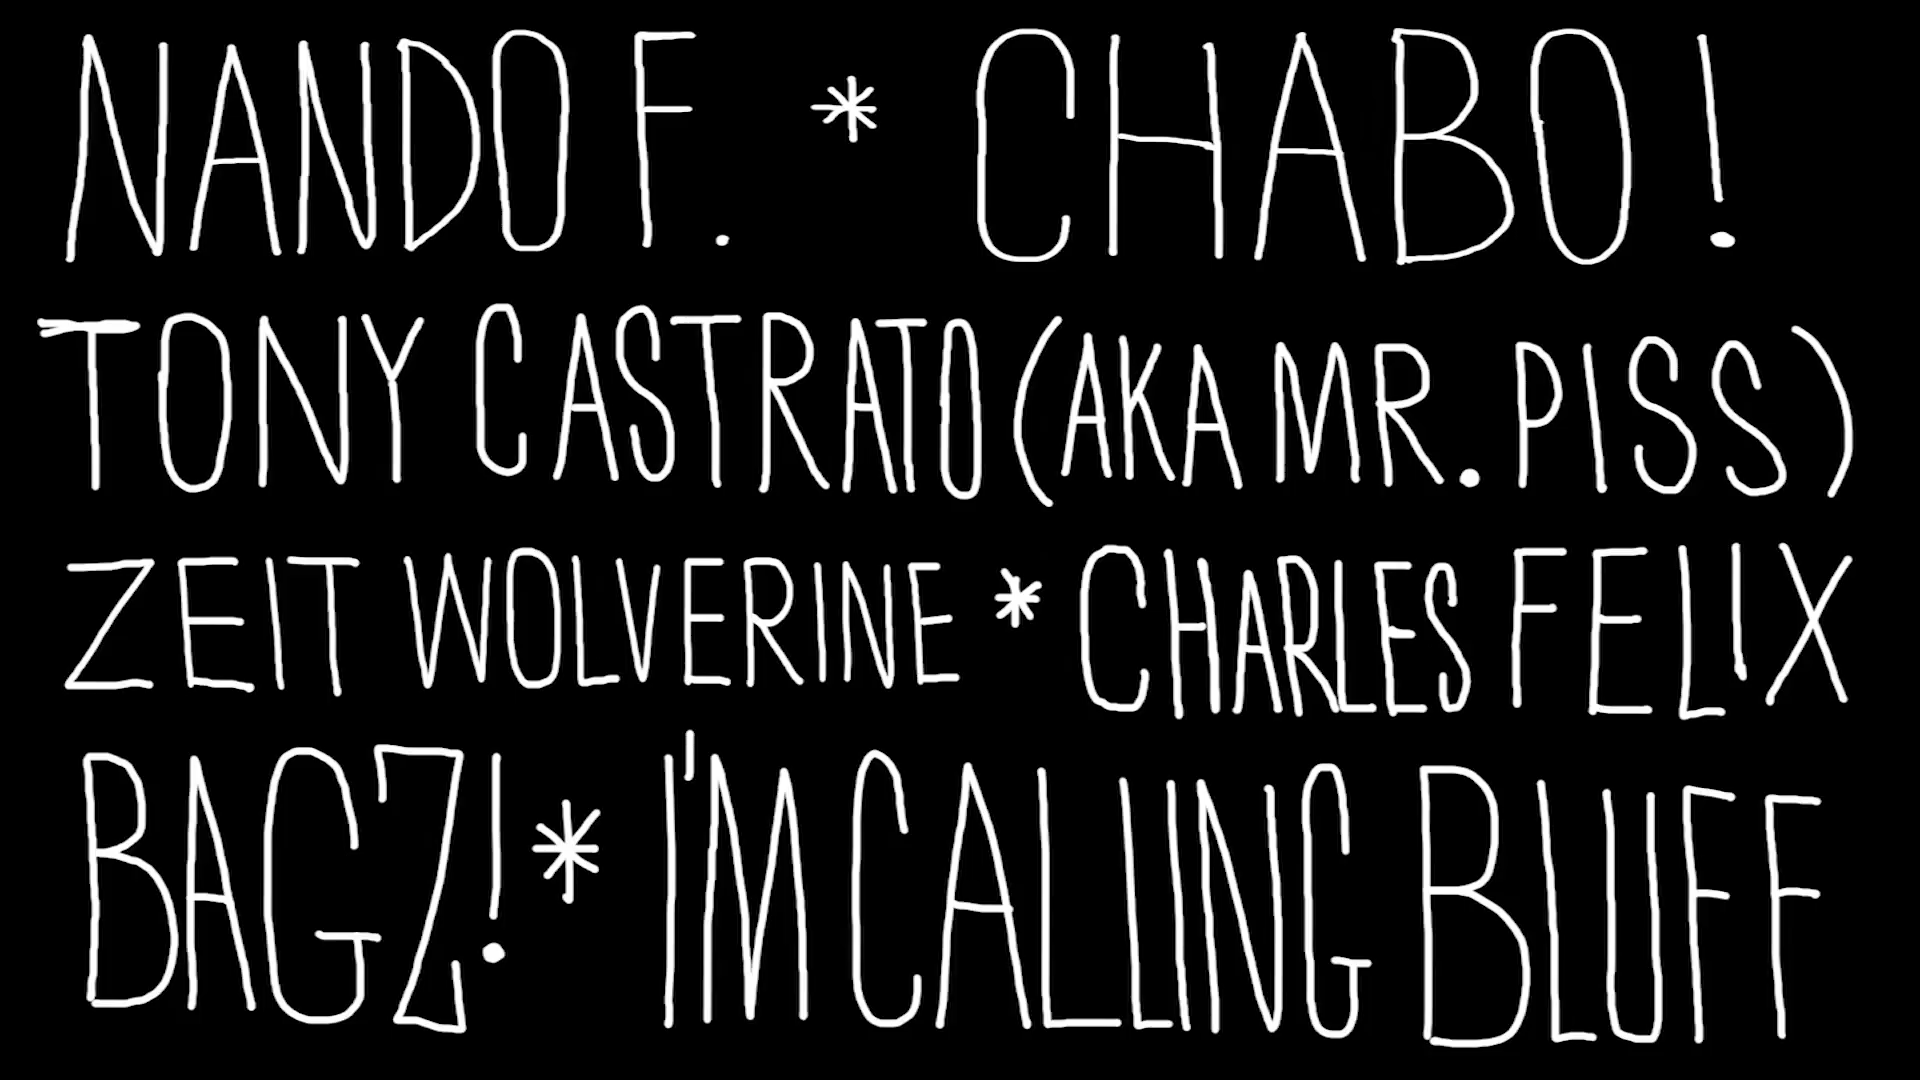 NANDO F. * CHABO!
TONY CASTRATO (AKA MR. PISS)
ZEIT WOLVERINE * CHARLES FELIX
BAGZ! * I'M CALLING BLUFF